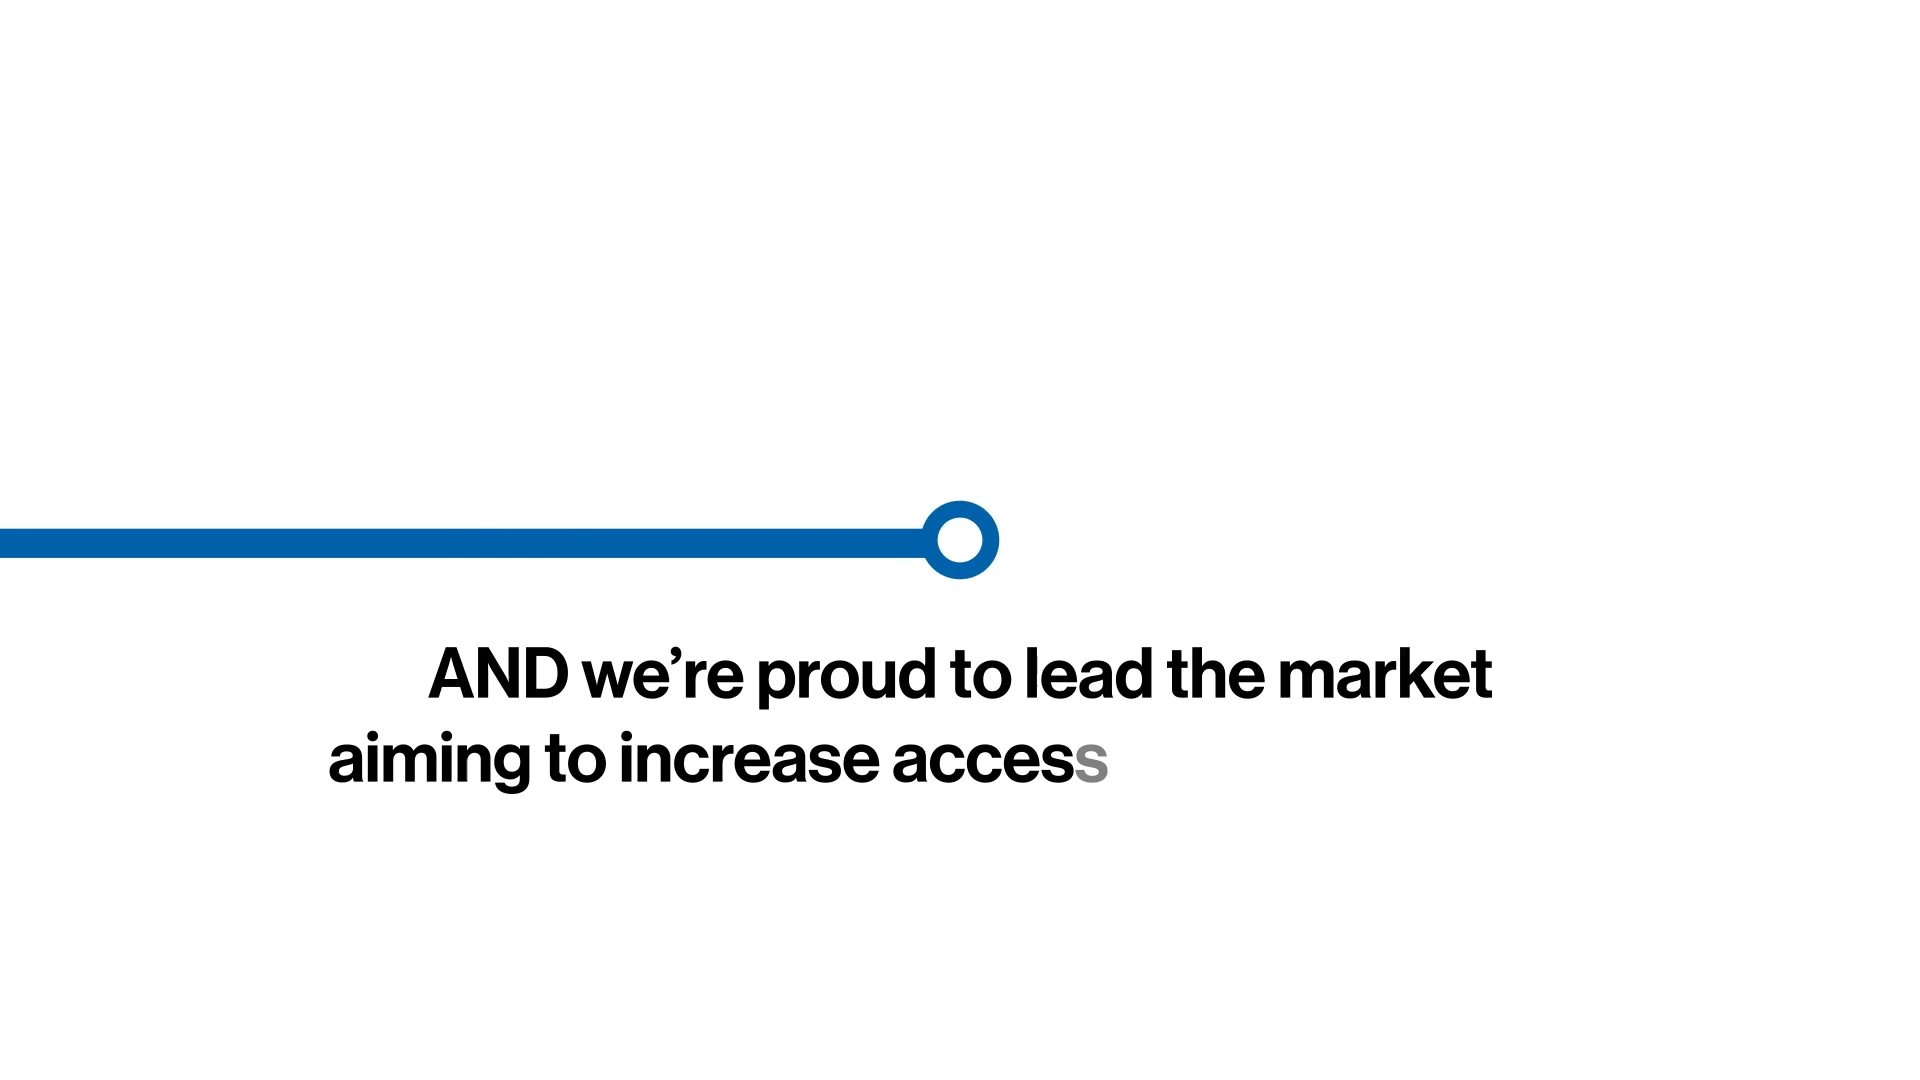 AND we’re proud to lead the market
aiming to increase access